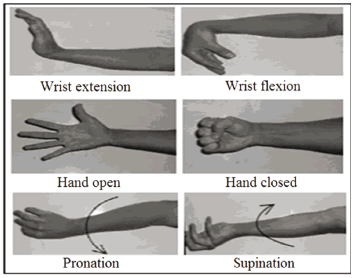 Wrist extension
Wrist flexion
Hand open
Hand closed
Pronation
Supination